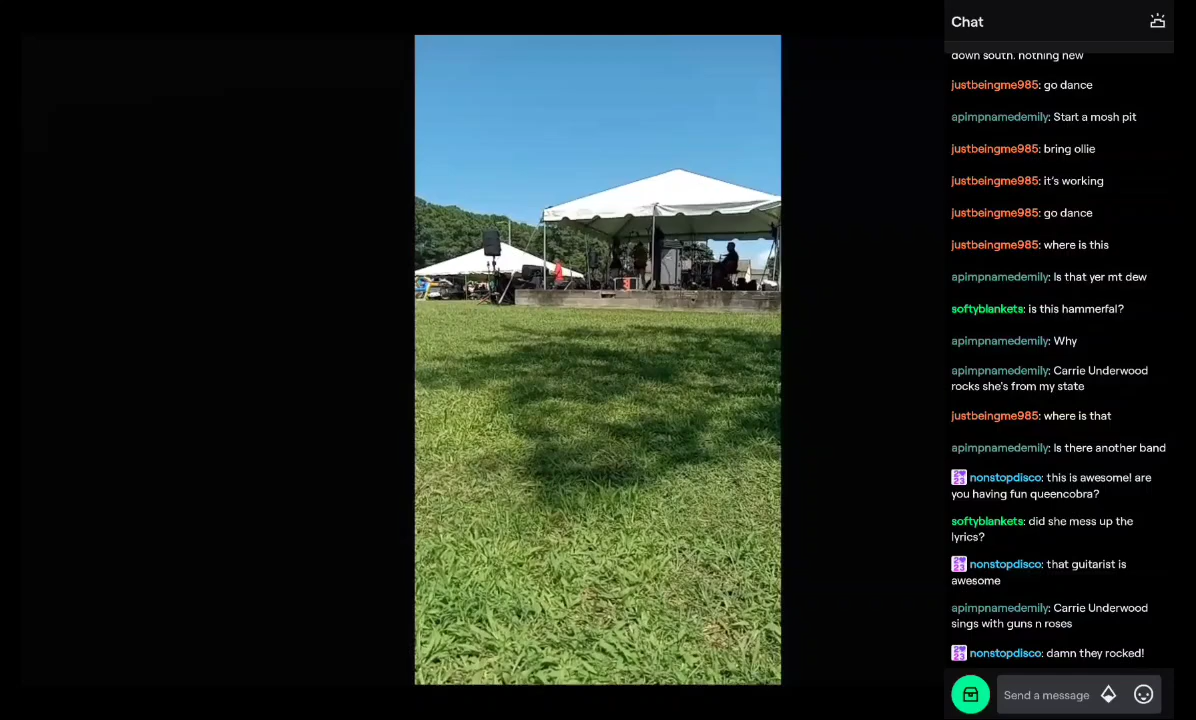 Chat
down south. nothing new
justbeingme985: go dance
apimpnamedemily: Start a mosh pit
justbeingme985: bring ollie
justbeingme985: it's working
justbeingme985: go dance
justbeingme985: where is this
apimpnamedemily: Is that yer mt dew
softyblankets: is this hammerfal?
apimpnamedemily: Why
apimpnamedemily: Carrie Underwood
rocks she's from my state
justbeingme985: where is that
apimpnamedemily: Is there another band
nonstopdisco: this is awesome! are
you having fun queencobra?
softyblankets: did she mess up the
lyrics?
nonstopdisco: that guitarist is
awesome
apimpnamedemily: Carrie Underwood
sings with guns n roses
nonstopdisco: damn they rocked!
Send a message